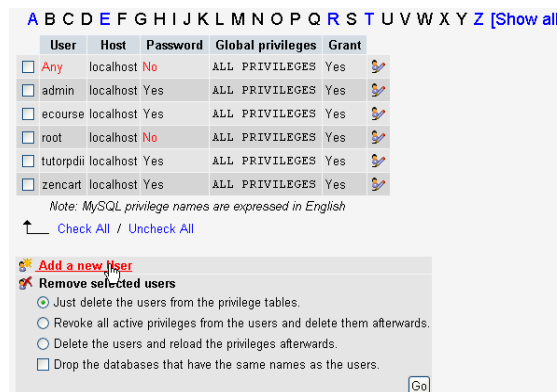 A B C D E F G H I J K L M N O P Q R S T U V W X Y Z [Show all
User Host Password Global privileges Grant
Any localhost No ALL PRIVILEGES Yes
admin localhost Yes ALL PRIVILEGES Yes
ecourse localhost Yes ALL PRIVILEGES Yes
root localhost No ALL PRIVILEGES Yes
tutorpdii localhost Yes ALL PRIVILEGES Yes
zencart localhost Yes ALL PRIVILEGES Yes
Note: MySQL privilege names are expressed in English
Check All / Uncheck All
Add a new User
Remove selected users
Just delete the users from the privilege tables.
Revoke all active privileges from the users and delete them afterwards.
Delete the users and reload the privileges afterwards.
Drop the databases that have the same names as the users.
Go